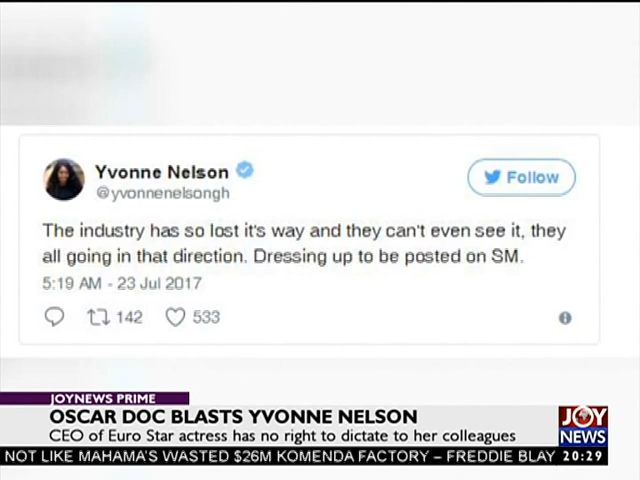 Yvonne Nelson
@yvonnenelsongh
Follow
The industry has so lost it's way and they can't even see it, they
all going in that direction. Dressing up to be posted on SM.
5:19 AM - 23 Jul 2017
142
533
JOYNEWS PRIME
OSCAR DOC BLASTS YVONNE NELSON
CEO of Euro Star actress has no right to dictate to her colleagues
JOY
NEWS
NOT LIKE MAHAMA'S WASTED $26M KOMENDA FACTORY – FREDDIE BLAY
20:29